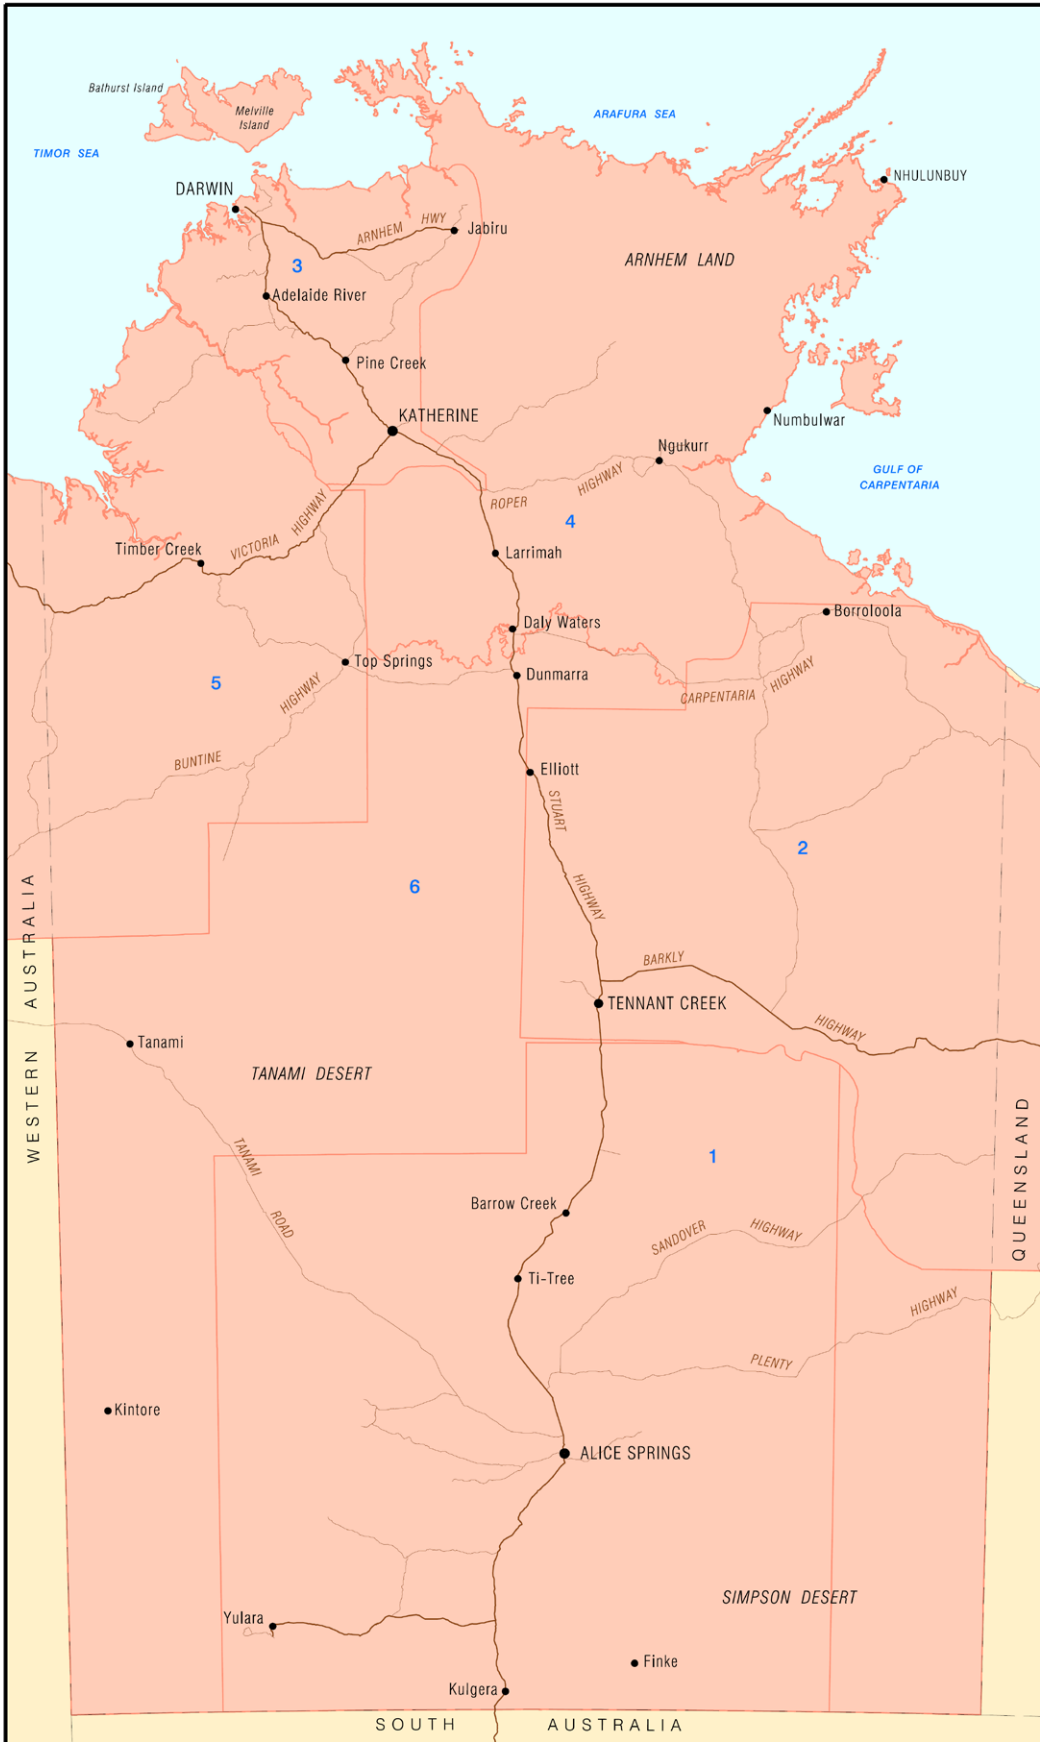 Bathurst Island
Melville
Island
ARAFURA SEA
TIMOR SEA
NHULUNBUY
DARWIN
ARNHEM HWY
Jabiru
ARNHEM LAND
3
Adelaide River
Pine Creek
KATHERINE
Numbulwar
Ngukurr
GULF OF
CARPENTARIA
ROPER HIGHWAY
4
VICTORIA HIGHWAY
Timber Creek
Larrimah
Borroloola
Daly Waters
Top Springs
Dunmarra
5
CARPENTARIA HIGHWAY
BUNTINE HIGHWAY
Elliott
STUART HIGHWAY
2
6
WESTERN AUSTRALIA
BARKLY HIGHWAY
TENNANT CREEK
Tanami
TANAMI DESERT
QUEENSLAND
TANAMI ROAD
1
Barrow Creek
SANDOVER HIGHWAY
Ti-Tree
PLENTY HIGHWAY
Kintore
ALICE SPRINGS
SIMPSON DESERT
Yulara
Finke
Kulgera
SOUTH AUSTRALIA